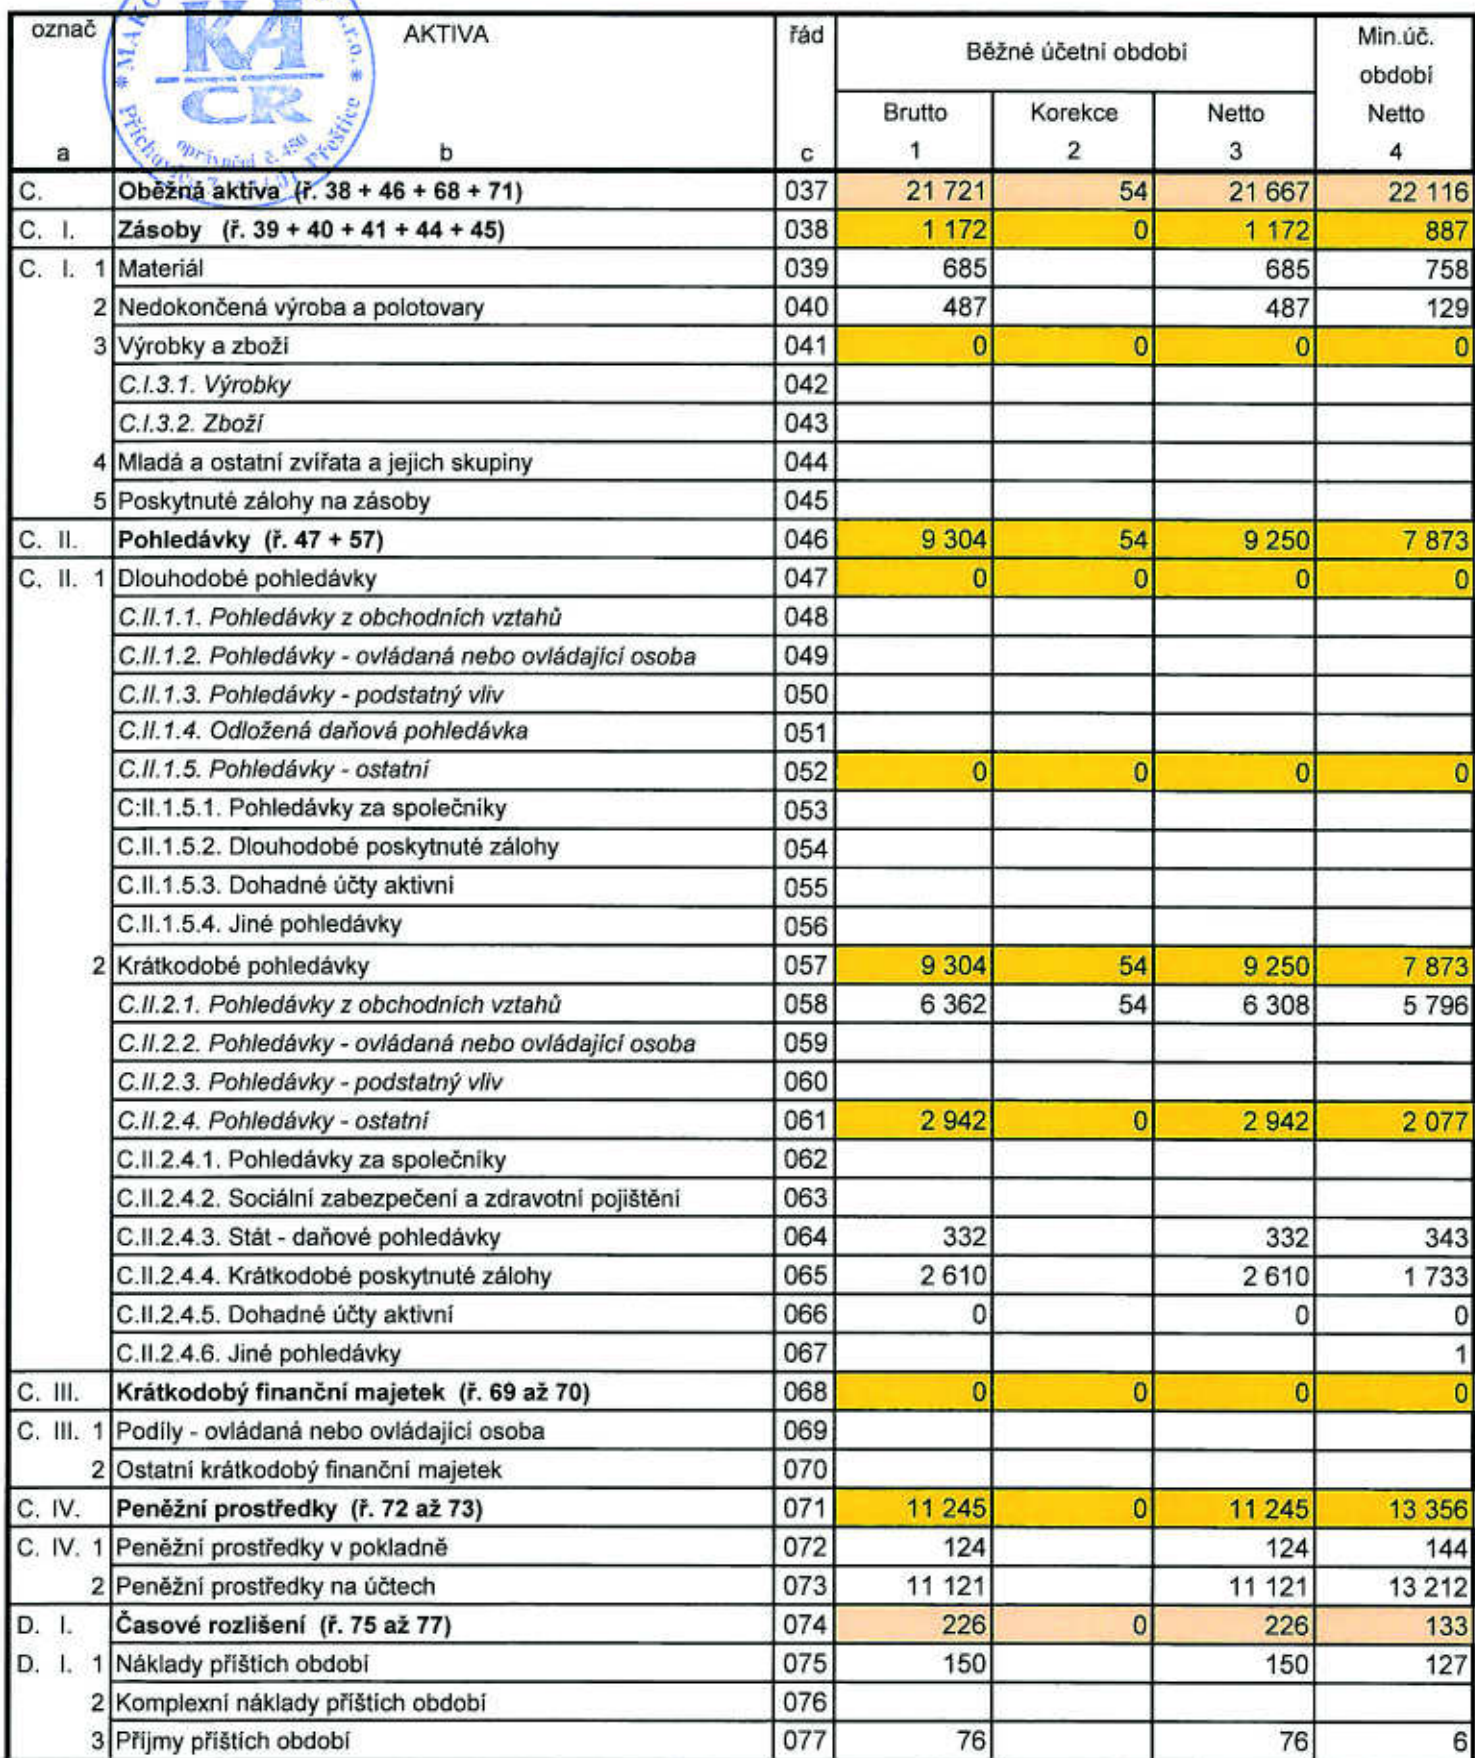 označ AKTIVA řád Běžné účetní období Min.úč.
období
Brutto Korekce Netto Netto
a b c 1 2 3 4
KA
CR
oprávnění č. 450
C. Oběžná aktiva (ř. 38 + 46 + 68 + 71) 037 21 721 54 21 667 22 116
C. I. Zásoby (ř. 39 + 40 + 41 + 44 + 45) 038 1 172 0 1 172 887
C. I. 1 Materiál 039 685 685 758
2 Nedokončená výroba a polotovary 040 487 487 129
3 Výrobky a zboží 041 0 0 0 0
C.I.3.1. Výrobky 042
C.I.3.2. Zboží 043
4 Mladá a ostatní zvířata a jejich skupiny 044
5 Poskytnuté zálohy na zásoby 045
C. II. Pohledávky (ř. 47 + 57) 046 9 304 54 9 250 7 873
C. II. 1 Dlouhodobé pohledávky 047 0 0 0 0
C.II.1.1. Pohledávky z obchodních vztahů 048
C.II.1.2. Pohledávky - ovládaná nebo ovládající osoba 049
C.II.1.3. Pohledávky - podstatný vliv 050
C.II.1.4. Odložená daňová pohledávka 051
C.II.1.5. Pohledávky - ostatní 052 0 0 0 0
C:II.1.5.1. Pohledávky za společníky 053
C.II.1.5.2. Dlouhodobé poskytnuté zálohy 054
C.II.1.5.3. Dohadné účty aktivní 055
C.II.1.5.4. Jiné pohledávky 056
2 Krátkodobé pohledávky 057 9 304 54 9 250 7 873
C.II.2.1. Pohledávky z obchodních vztahů 058 6 362 54 6 308 5 796
C.II.2.2. Pohledávky - ovládaná nebo ovládající osoba 059
C.II.2.3. Pohledávky - podstatný vliv 060
C.II.2.4. Pohledávky - ostatní 061 2 942 0 2 942 2 077
C.II.2.4.1. Pohledávky za společníky 062
C.II.2.4.2. Sociální zabezpečení a zdravotní pojištění 063
C.II.2.4.3. Stát - daňové pohledávky 064 332 332 343
C.II.2.4.4. Krátkodobé poskytnuté zálohy 065 2 610 2 610 1 733
C.II.2.4.5. Dohadné účty aktivní 066 0 0 0
C.II.2.4.6. Jiné pohledávky 067 1
C. III. Krátkodobý finanční majetek (ř. 69 až 70) 068 0 0 0 0
C. III. 1 Podíly - ovládaná nebo ovládající osoba 069
2 Ostatní krátkodobý finanční majetek 070
C. IV. Peněžní prostředky (ř. 72 až 73) 071 11 245 0 11 245 13 356
C. IV. 1 Peněžní prostředky v pokladně 072 124 124 144
2 Peněžní prostředky na účtech 073 11 121 11 121 13 212
D. I. Časové rozlišení (ř. 75 až 77) 074 226 0 226 133
D. I. 1 Náklady příštích období 075 150 150 127
2 Komplexní náklady příštích období 076
3 Příjmy příštích období 077 76 76 6